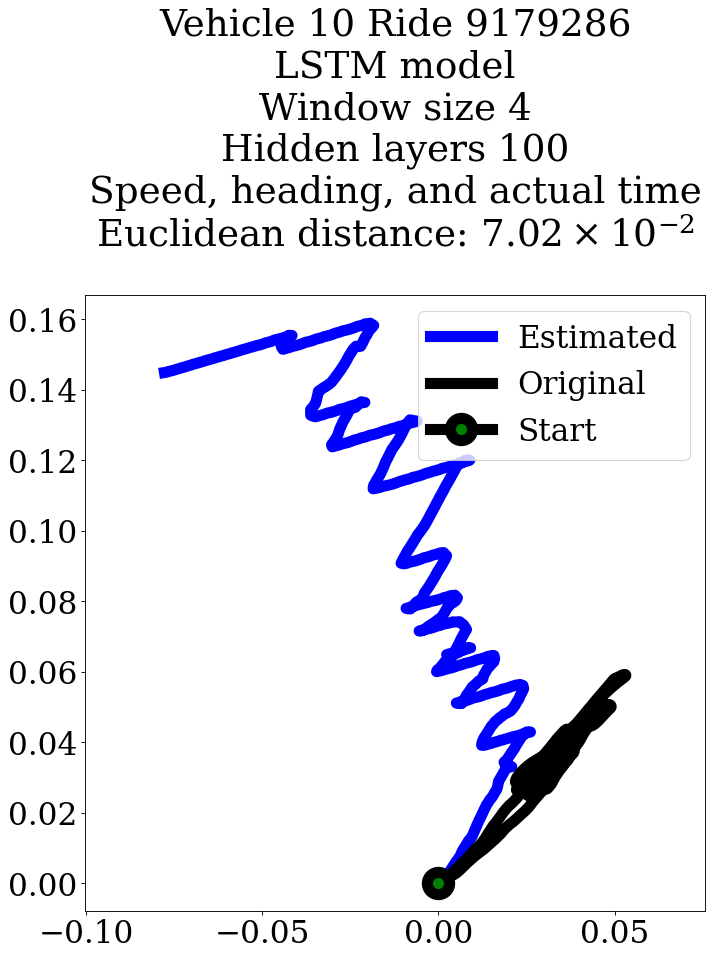 Vehicle 10 Ride 9179286
LSTM model
Window size 4
Hidden layers 100
Speed, heading, and actual time
Euclidean distance: 7.02 × 10⁻²
Estimated
Original
Start
0.16
0.14
0.12
0.10
0.08
0.06
0.04
0.02
0.00
−0.10 −0.05 0.00 0.05